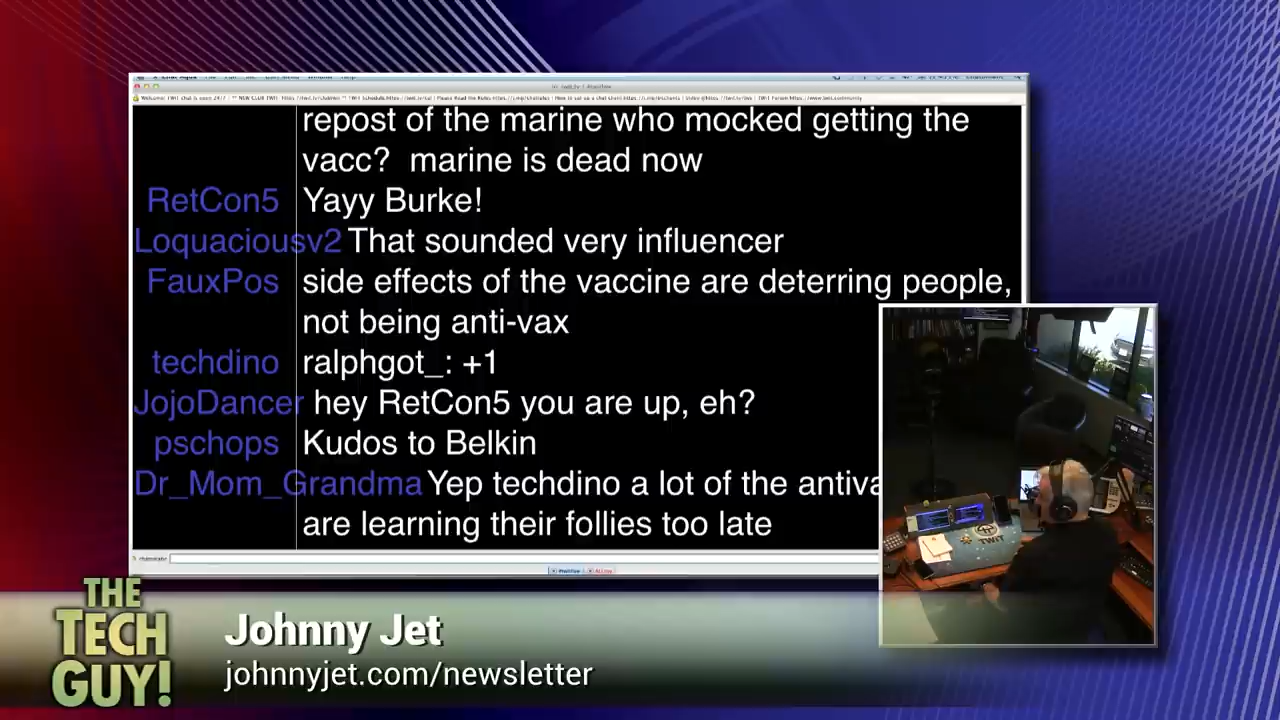 repost of the marine who mocked getting the
vacc? marine is dead now
RetCon5 Yayy Burke!
Loquaciousv2 That sounded very influencer
FauxPos side effects of the vaccine are deterring people,
not being anti-vax
techdino ralphgot_: +1
JojoDancer hey RetCon5 you are up, eh?
pschops Kudos to Belkin
Dr_Mom_Grandma Yep techdino a lot of the antiva
are learning their follies too late
TWiT
THE
TECH
GUY!
Johnny Jet
johnnyjet.com/newsletter